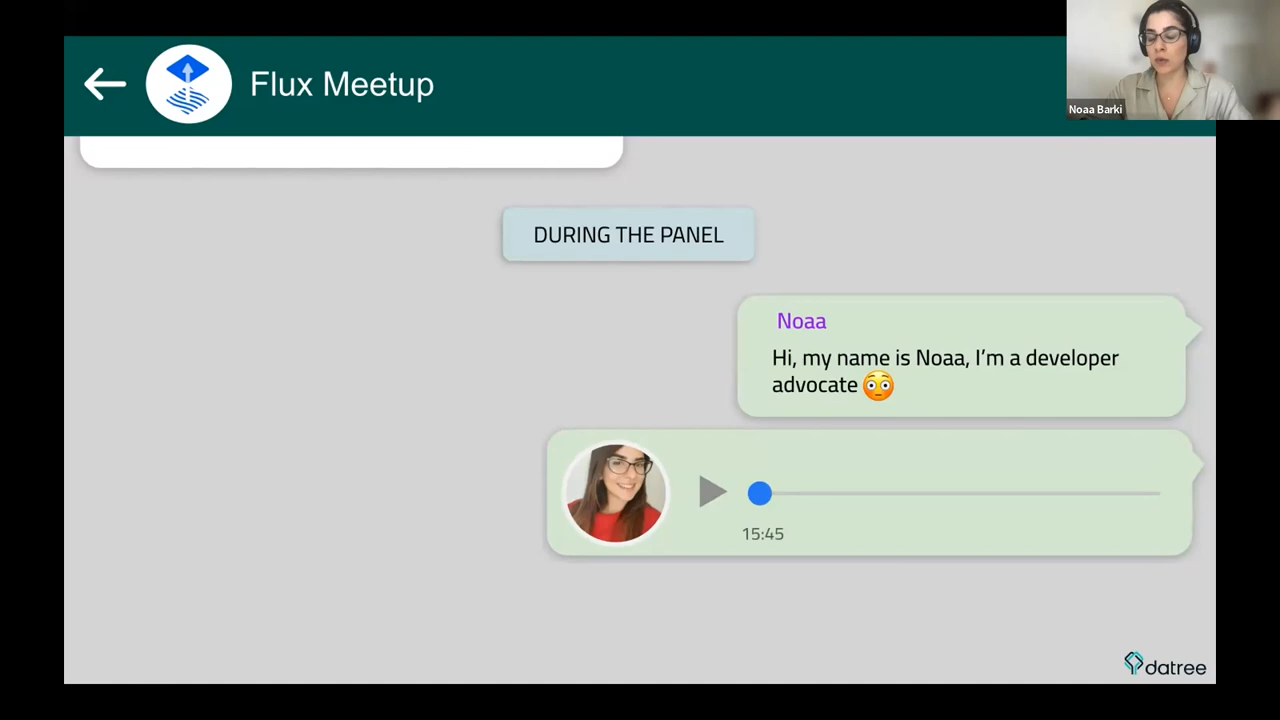 Flux Meetup
Noaa Barki
DURING THE PANEL
Noaa
Hi, my name is Noaa, I’m a developer
advocate 😳
15:45
datree